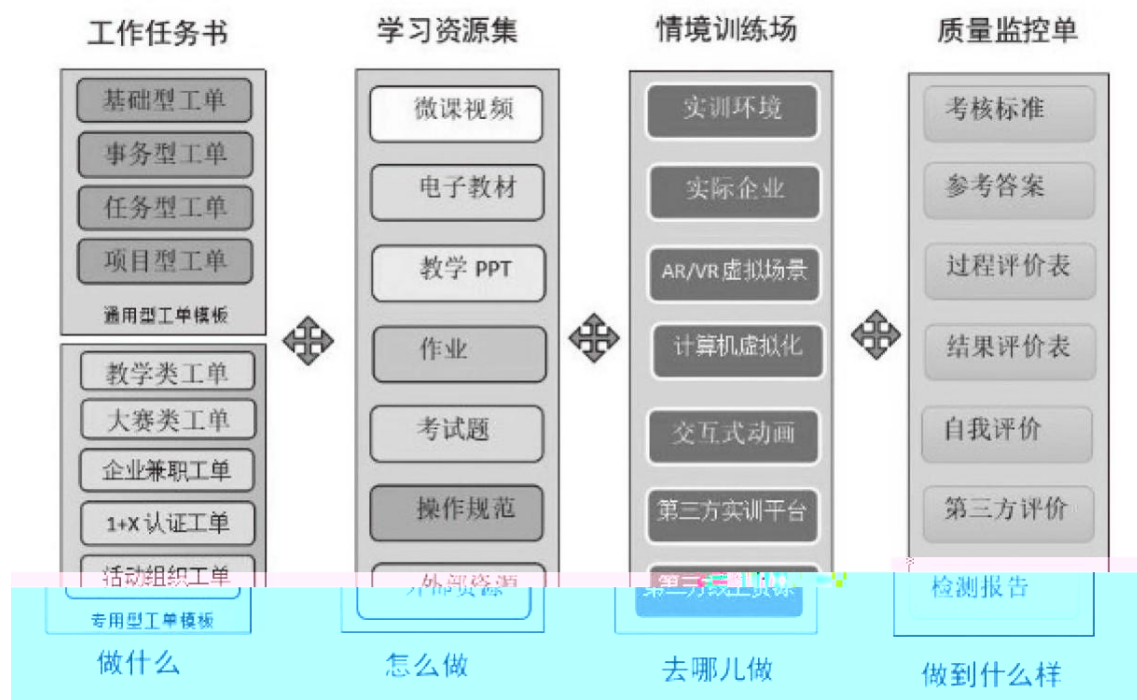 工作任务书
基础型工单
事务型工单
任务型工单
项目型工单
通用型工单模板
教学类工单
大赛类工单
企业兼职工单
1+X 认证工单
活动组织工单
专用型工单模板
做什么
学习资源集
微课视频
电子教材
教学 PPT
作业
考试题
操作规范
外部资源
怎么做
情境训练场
实训环境
实际企业
AR/VR 虚拟场景
计算机虚拟化
交互式动画
第三方实训平台
第三方线上资源
去哪儿做
质量监控单
考核标准
参考答案
过程评价表
结果评价表
自我评价
第三方评价
检测报告
做到什么样